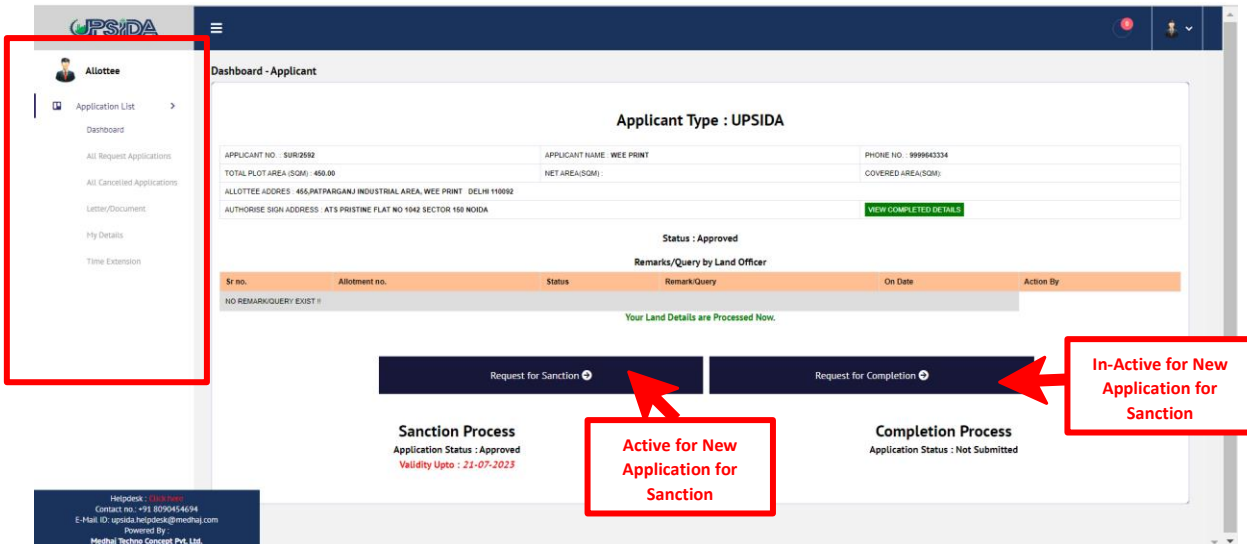 UPSIDA
0
Allottee
Application List
Dashboard
All Request Applications
All Cancelled Applications
Letter/Document
My Details
Time Extension
Dashboard - Applicant
Applicant Type : UPSIDA
APPLICANT NO. : SUR/2592 APPLICANT NAME : WEE PRINT PHONE NO. : 9999643334
TOTAL PLOT AREA (SQM) : 450.00 NET AREA(SQM) : COVERED AREA(SQM):
ALLOTTEE ADDRES : 455,PATPARGANJ INDUSTRIAL AREA, WEE PRINT DELHI 110092
AUTHORISE SIGN ADDRESS : ATS PRISTINE FLAT NO 1042 SECTOR 150 NOIDA VIEW COMPLETED DETAILS
Status : Approved
Remarks/Query by Land Officer
Sr no. Allotment no. Status Remark/Query On Date Action By
NO REMARK/QUERY EXIST !!
Your Land Details are Processed Now.
Request for Sanction Request for Completion
In-Active for New
Application for
Sanction
Sanction Process
Application Status : Approved
Validity Upto : 21-07-2023
Active for New
Application for
Sanction
Completion Process
Application Status : Not Submitted
Helpdesk : Click here
Contact no.: +91 8090454694
E-Mail ID: upsida.helpdesk@medhaj.com
Powered By :
Medhaj Techno Concept Pvt. Ltd.